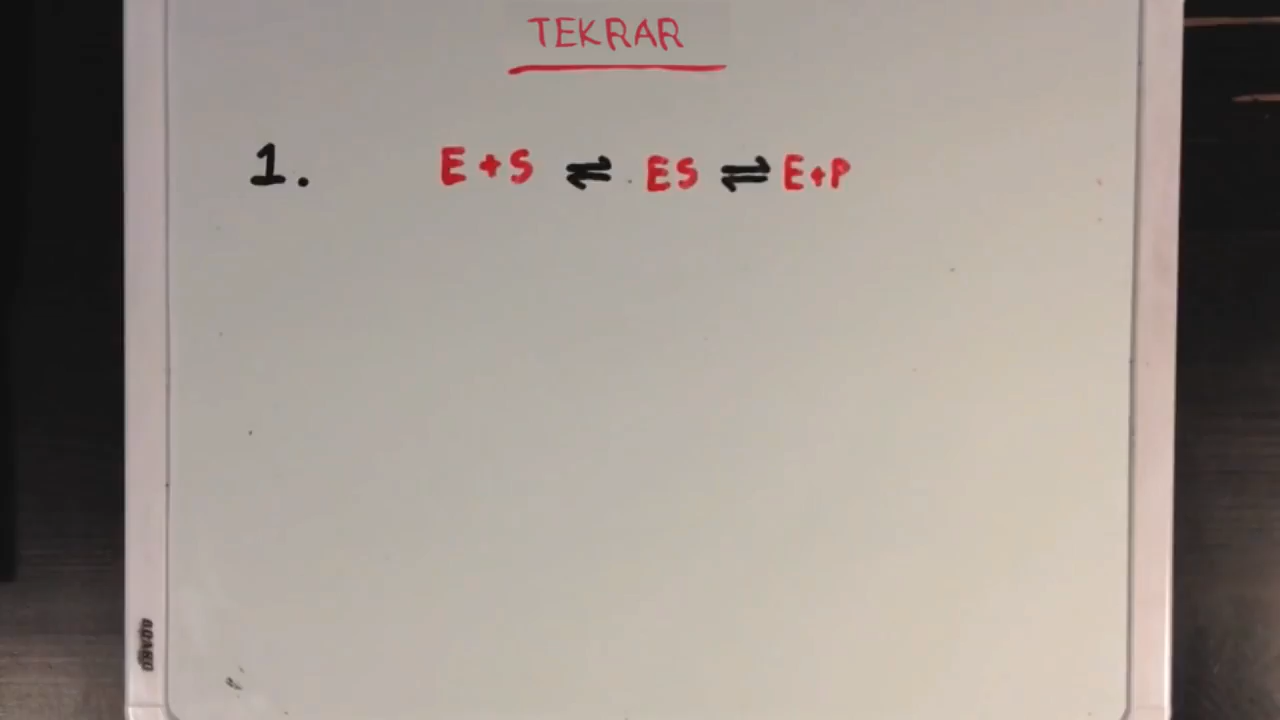 TEKRAR
1. E+S ⇌ ES ⇌ E+P